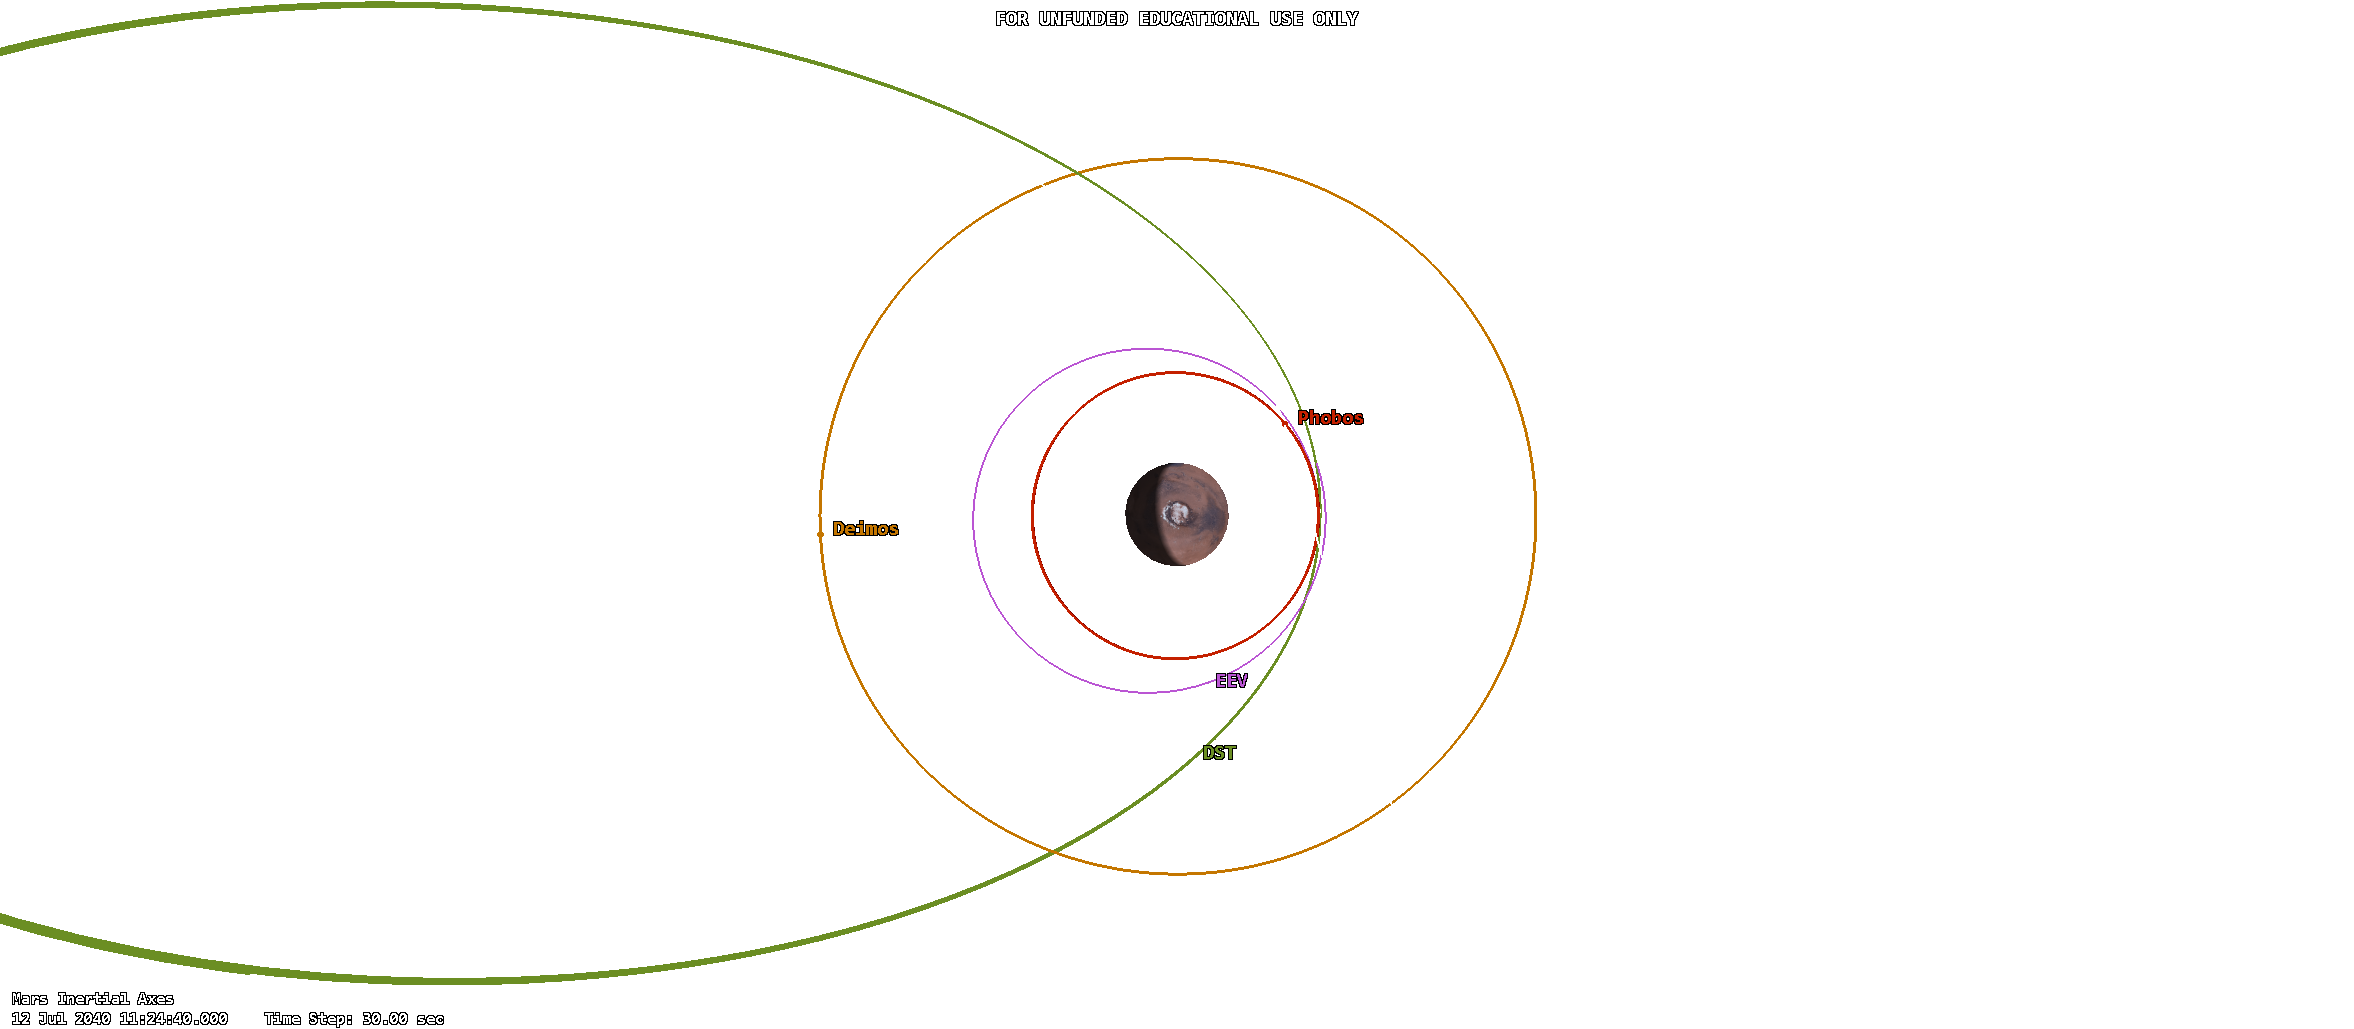 FOR UNFUNDED EDUCATIONAL USE ONLY
Phobos
Deimos
EEV
DST
Mars Inertial Axes
12 Jul 2040 11:24:40.000 Time Step: 30.00 sec